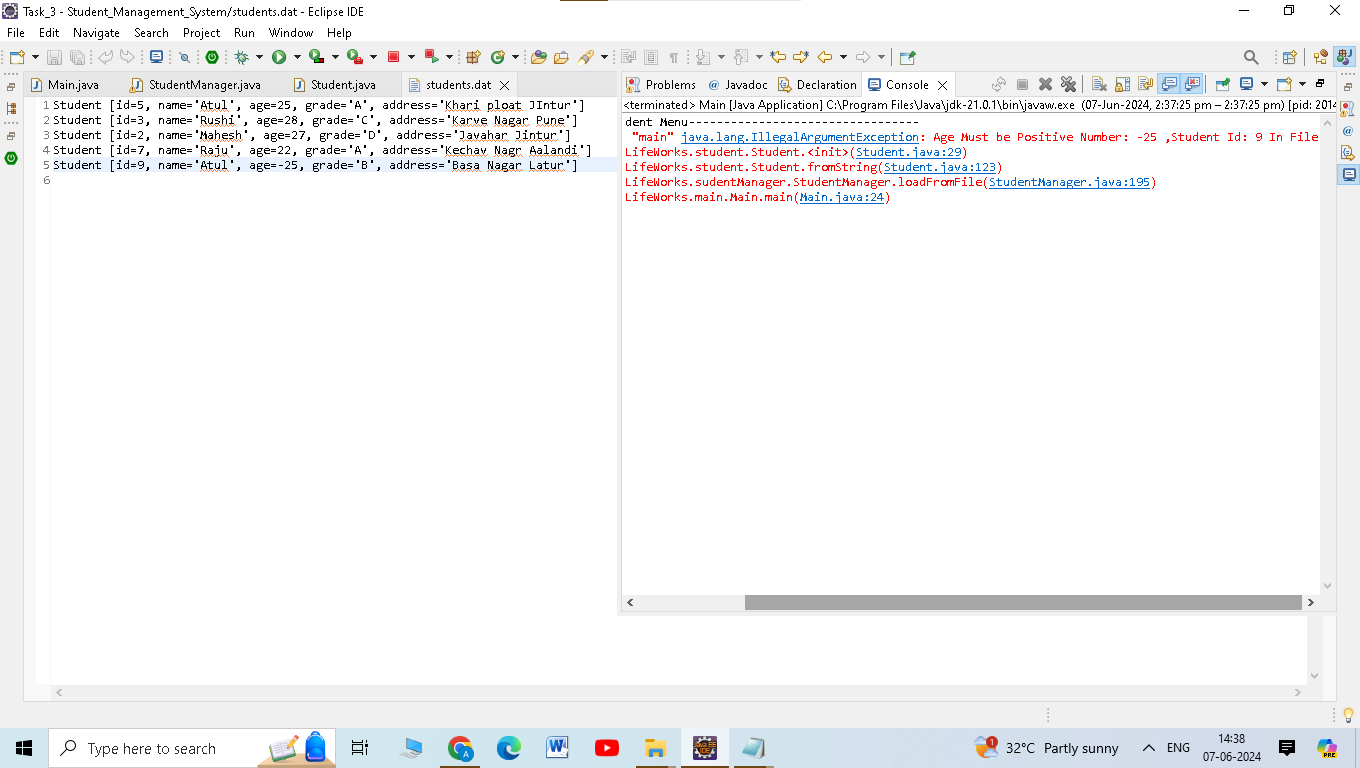 Task_3 - Student_Management_System/students.dat - Eclipse IDE
File Edit Navigate Search Project Run Window Help
Main.java StudentManager.java Student.java students.dat
1 Student [id=5, name='Atul', age=25, grade='A', address='Khari ploat JIntur']
2 Student [id=3, name='Rushi', age=28, grade='C', address='Karve Nagar Pune']
3 Student [id=2, name='Mahesh', age=27, grade='D', address='Javahar Jintur']
4 Student [id=7, name='Raju', age=22, grade='A', address='Kechav Nagr Aalandi']
5 Student [id=9, name='Atul', age=-25, grade='B', address='Basa Nagar Latur']
6
Problems @ Javadoc Declaration Console
<terminated> Main [Java Application] C:\Program Files\Java\jdk-21.0.1\bin\javaw.exe (07-Jun-2024, 2:37:25 pm – 2:37:25 pm) [pid: 2014
dent Menu---------------------------------
"main" java.lang.IllegalArgumentException: Age Must be Positive Number: -25 ,Student Id: 9 In File
LifeWorks.student.Student.<init>(Student.java:29)
LifeWorks.student.Student.fromString(Student.java:123)
LifeWorks.sudentManager.StudentManager.loadFromFile(StudentManager.java:195)
LifeWorks.main.Main.main(Main.java:24)
Type here to search
32°C Partly sunny
ENG
14:38
07-06-2024